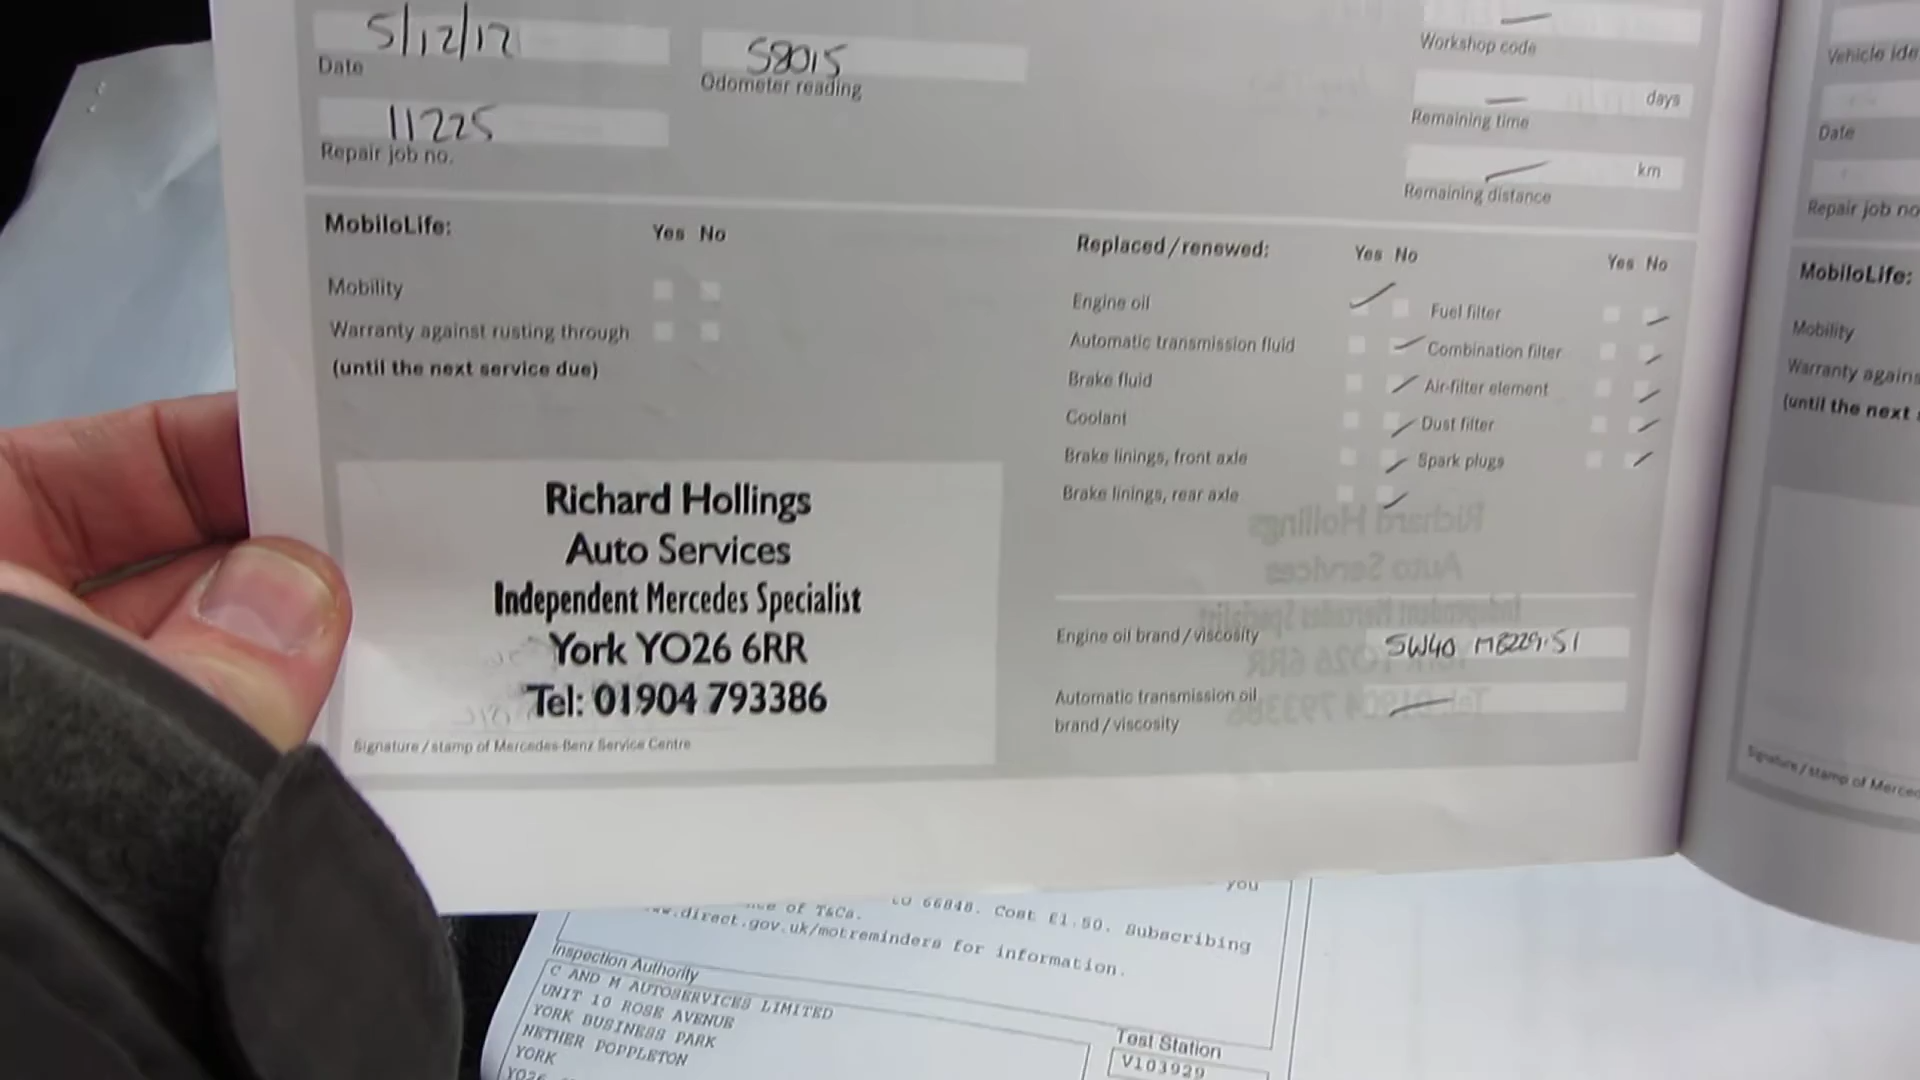 5/12/12
Date
58015
Odometer reading
11225
Repair job no.
Workshop code
days
Remaining time
km
Remaining distance
MobiloLife:
Yes No
Mobility
Warranty against rusting through
(until the next service due)
Replaced/renewed:
Yes No
Yes No
Engine oil
Automatic transmission fluid
Brake fluid
Coolant
Brake linings, front axle
Brake linings, rear axle
Fuel filter
Combination filter
Air-filter element
Dust filter
Spark plugs
Richard Hollings
Auto Services
Independent Mercedes Specialist
York YO26 6RR
Tel: 01904 793386
Signature/stamp of Mercedes-Benz Service Centre
Engine oil brand/viscosity
5W40 MB229.51
Automatic transmission oil
brand/viscosity
Vehicle ide
Date
Repair job no
MobiloLife:
Mobility
Warranty agains
(until the next
Signature/stamp of Merced
you
of T&Cs. to 66848. Cost £1.50. Subscribing
.direct.gov.uk/motreminders for information.
Inspection Authority
C AND M AUTOSERVICES LIMITED
UNIT 10 ROSE AVENUE
YORK BUSINESS PARK
NETHER POPPLETON
YORK
YO26
Test Station
V103929